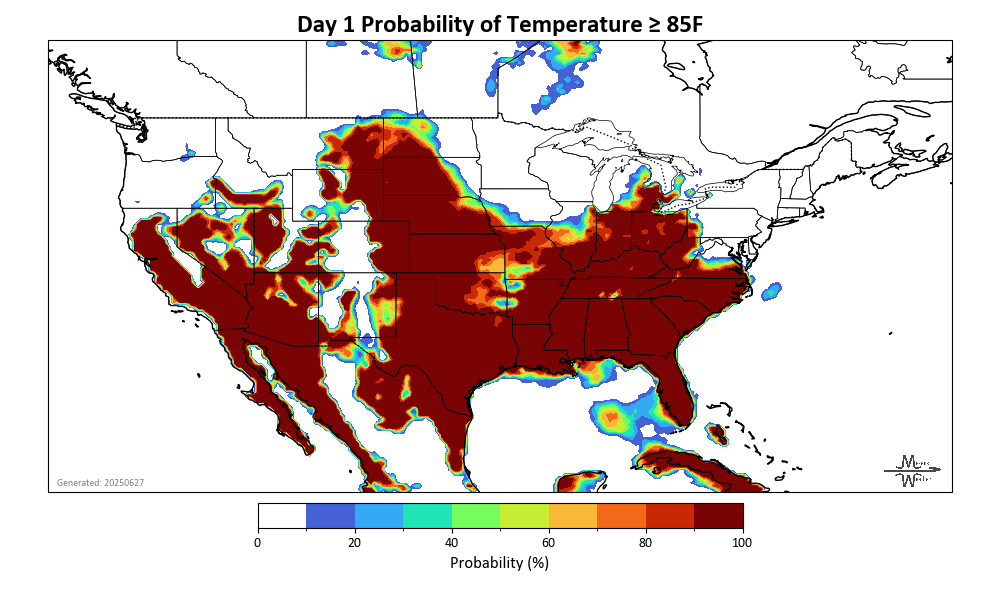 Day 1 Probability of Temperature ≥ 85F
Generated: 20250627
0 20 40 60 80 100
Probability (%)